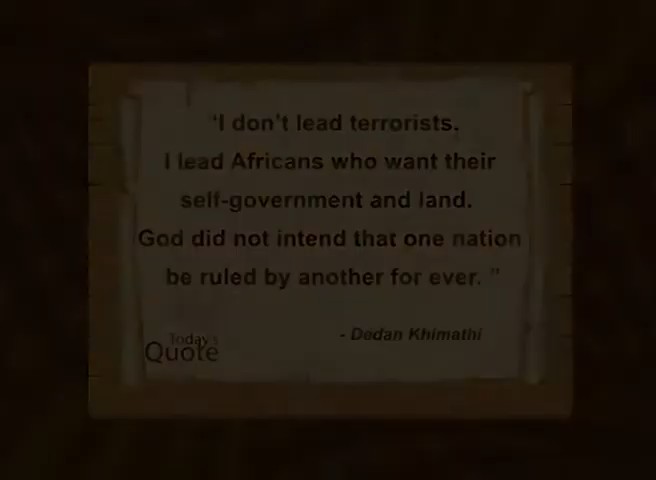 'I don't lead terrorists.
I lead Africans who want their
self-government and land.
God did not intend that one nation
be ruled by another for ever. "
- Dedan Khimathi
Today's
Quote